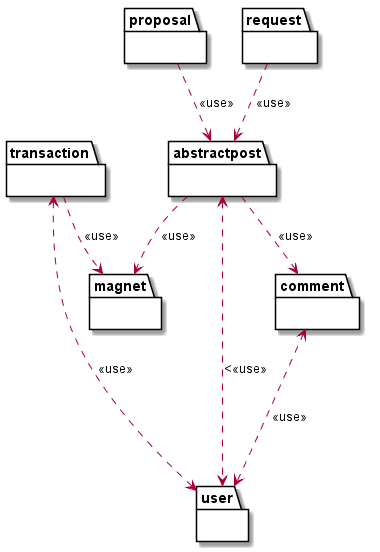 proposal
request
«use»
«use»
transaction
abstractpost
«use»
«use»
«use»
magnet
comment
«use»
<«use»
«use»
user